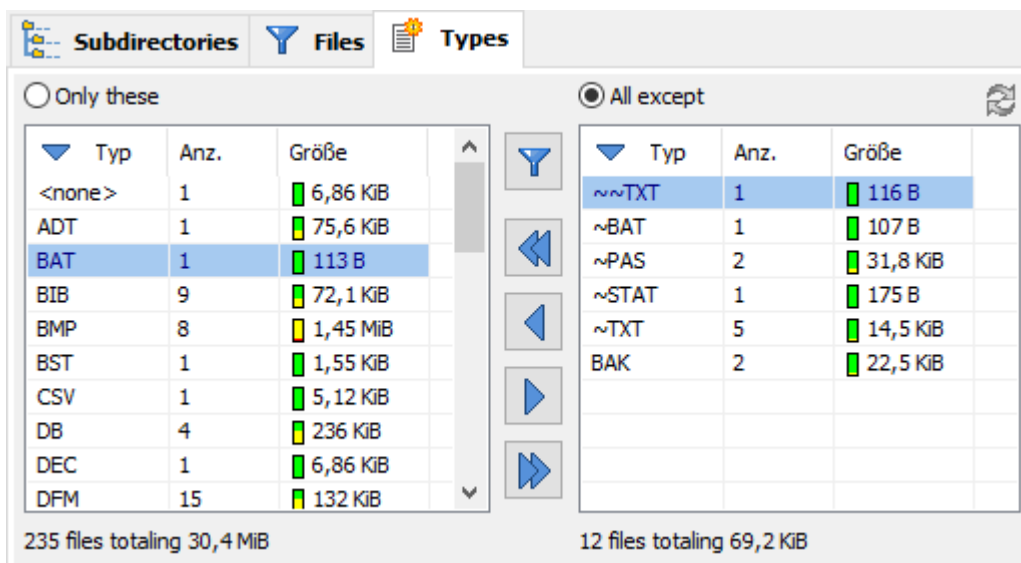 Subdirectories Files Types
Only these
Typ Anz. Größe
<none> 1 6,86 KiB
ADT 1 75,6 KiB
BAT 1 113 B
BIB 9 72,1 KiB
BMP 8 1,45 MiB
BST 1 1,55 KiB
CSV 1 5,12 KiB
DB 4 236 KiB
DEC 1 6,86 KiB
DFM 15 132 KiB
235 files totaling 30,4 MiB
All except
Typ Anz. Größe
~~TXT 1 116 B
~BAT 1 107 B
~PAS 2 31,8 KiB
~STAT 1 175 B
~TXT 5 14,5 KiB
BAK 2 22,5 KiB
12 files totaling 69,2 KiB